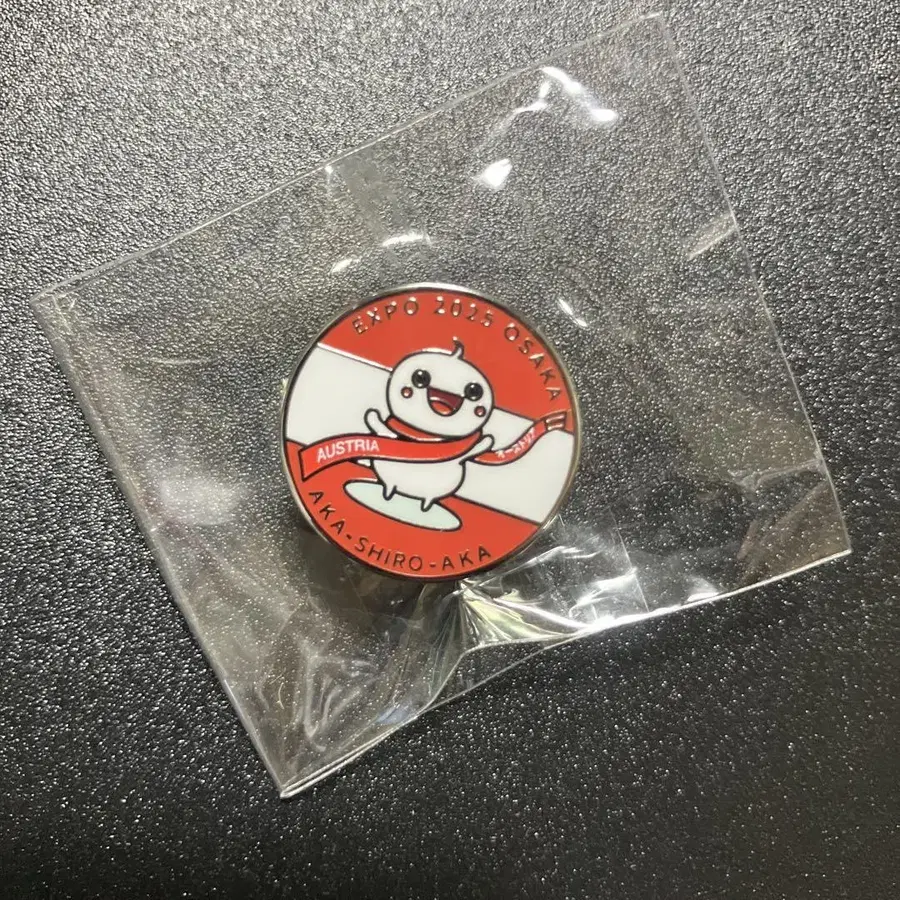 EXPO 2025 OSAKA
AUSTRIA
オーストリア
AKA-SHIRO-AKA